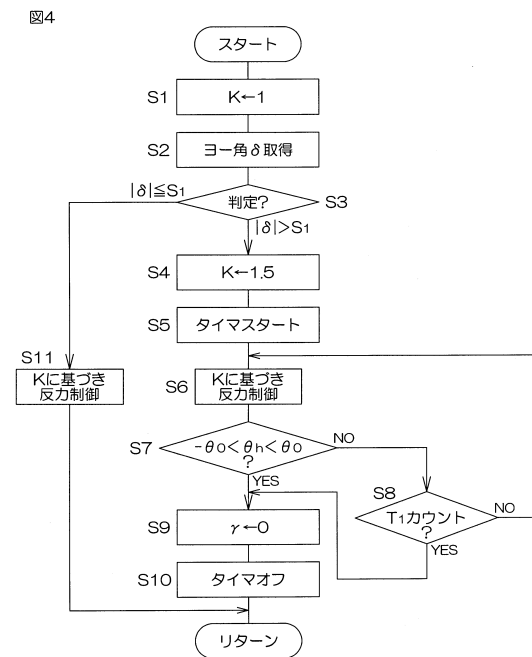 図4
スタート
S1
K←1
S2
ヨー角δ取得
|δ|≦S1
判定?
S3
|δ|>S1
S4
K←1.5
S5
タイマスタート
S11
Kに基づき
反力制御
S6
Kに基づき
反力制御
S7
-θ0<θh<θ0
?
NO
YES
S8
T1カウント
?
NO
YES
S9
γ←0
S10
タイマオフ
リターン